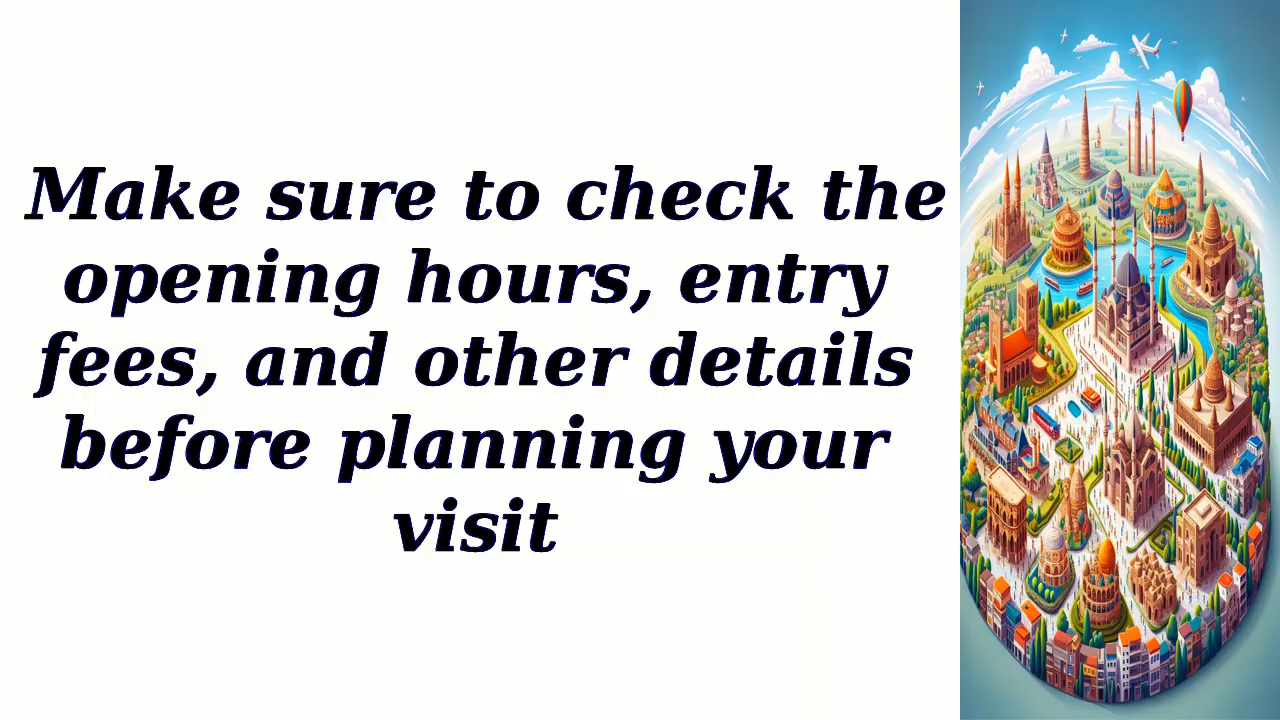 Make sure to check the
opening hours, entry
fees, and other details
before planning your
visit